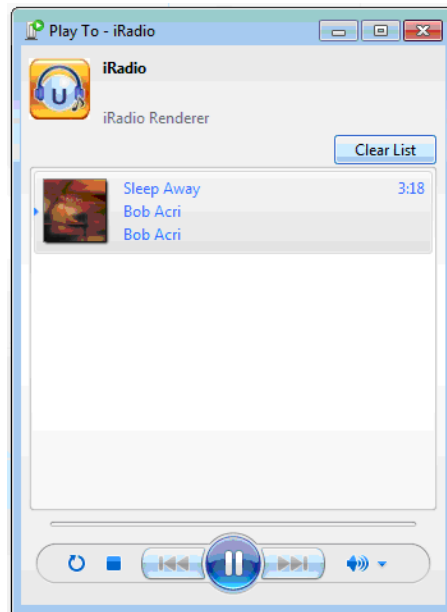 Play To - iRadio
iRadio
U
iRadio Renderer
Clear List
Sleep Away 3:18
Bob Acri
Bob Acri